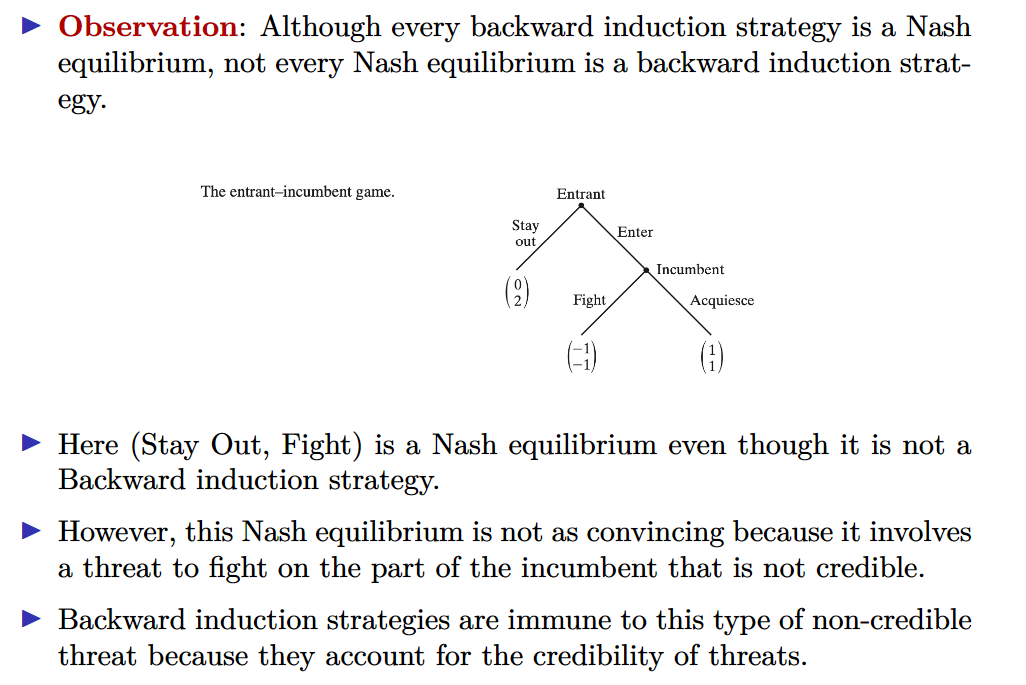 ▶ Observation: Although every backward induction strategy is a Nash
equilibrium, not every Nash equilibrium is a backward induction strat-
egy.
The entrant–incumbent game.
Entrant
Stay
out
Enter
Incumbent
(0
2)
Fight
Acquiesce
(−1
−1)
(1
1)
▶ Here (Stay Out, Fight) is a Nash equilibrium even though it is not a
Backward induction strategy.
▶ However, this Nash equilibrium is not as convincing because it involves
a threat to fight on the part of the incumbent that is not credible.
▶ Backward induction strategies are immune to this type of non-credible
threat because they account for the credibility of threats.